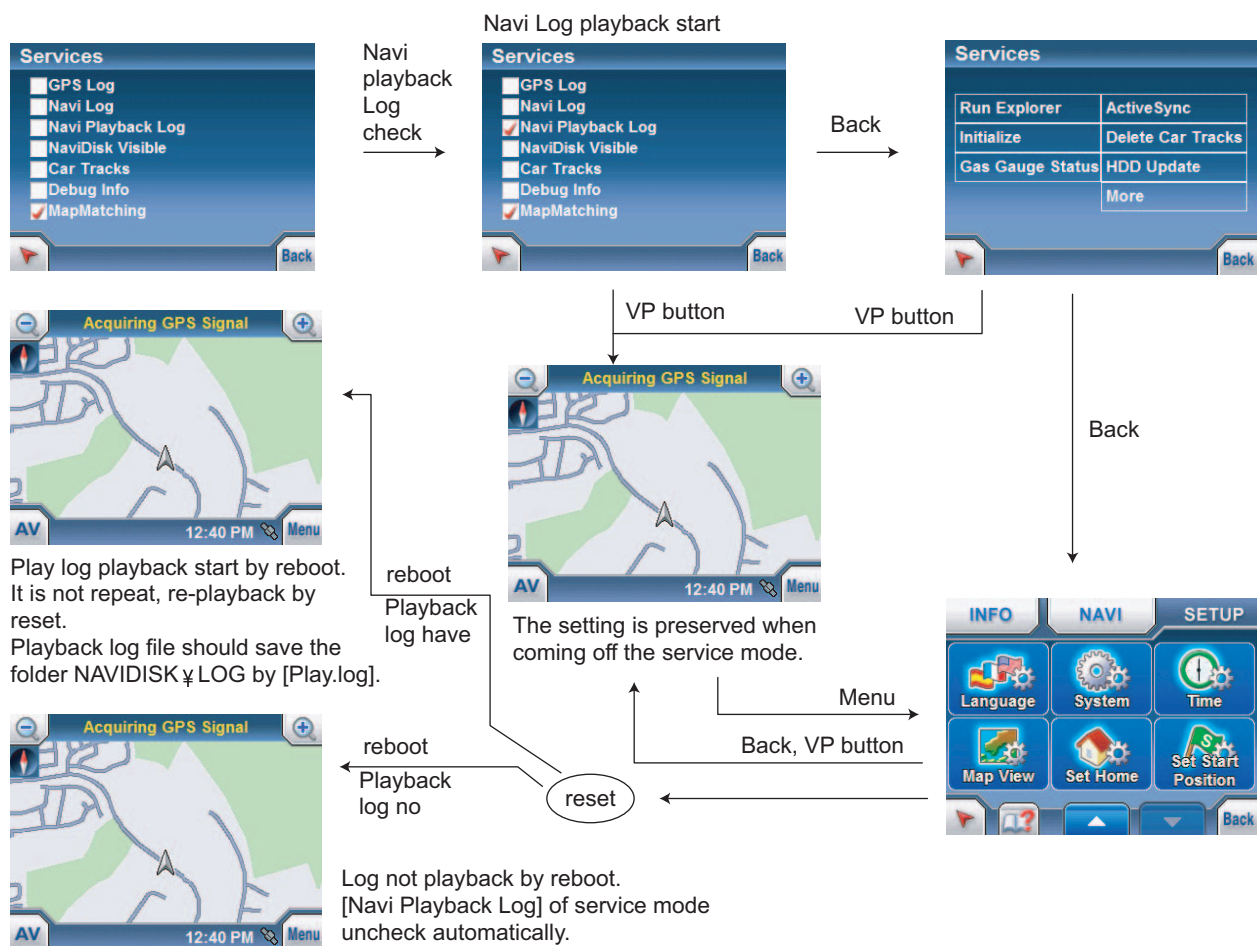 Navi Log playback start
Services
GPS Log
Navi Log
Navi Playback Log
NaviDisk Visible
Car Tracks
Debug Info
MapMatching
Back
Navi
playback
Log
check
Services
GPS Log
Navi Log
Navi Playback Log
NaviDisk Visible
Car Tracks
Debug Info
MapMatching
Back
Back
Services
Run Explorer ActiveSync
Initialize Delete Car Tracks
Gas Gauge Status HDD Update
More
Back
VP button
VP button
Back
Acquiring GPS Signal
AV 12:40 PM Menu
Play log playback start by reboot.
It is not repeat, re-playback by
reset.
Playback log file should save the
folder NAVIDISK¥LOG by [Play.log].
reboot
Playback
log have
Acquiring GPS Signal
AV 12:40 PM Menu
The setting is preserved when
coming off the service mode.
Menu
Back, VP button
INFO NAVI SETUP
Language System Time
Map View Set Home Set Start
Position
S
?
Back
reset
reboot
Playback
log no
Acquiring GPS Signal
AV 12:40 PM Menu
Log not playback by reboot.
[Navi Playback Log] of service mode
uncheck automatically.